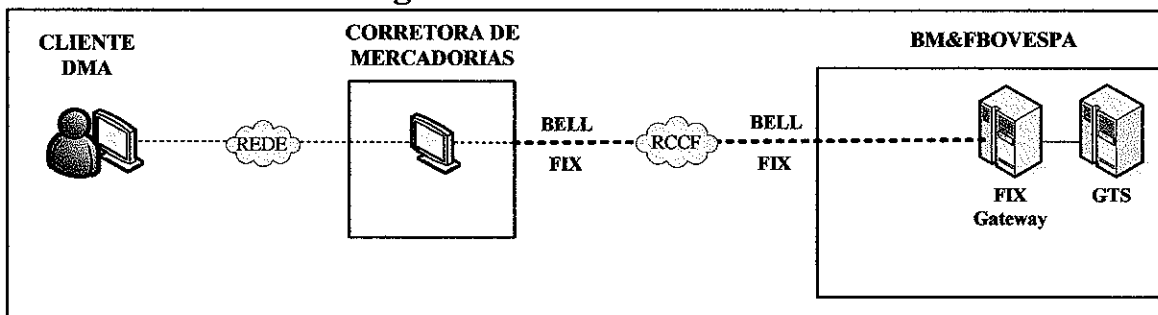 CLIENTE
DMA
CORRETORA DE
MERCADORIAS
BM&FBOVESPA
REDE
BELL
FIX
RCCF
BELL
FIX
FIX
Gateway
GTS